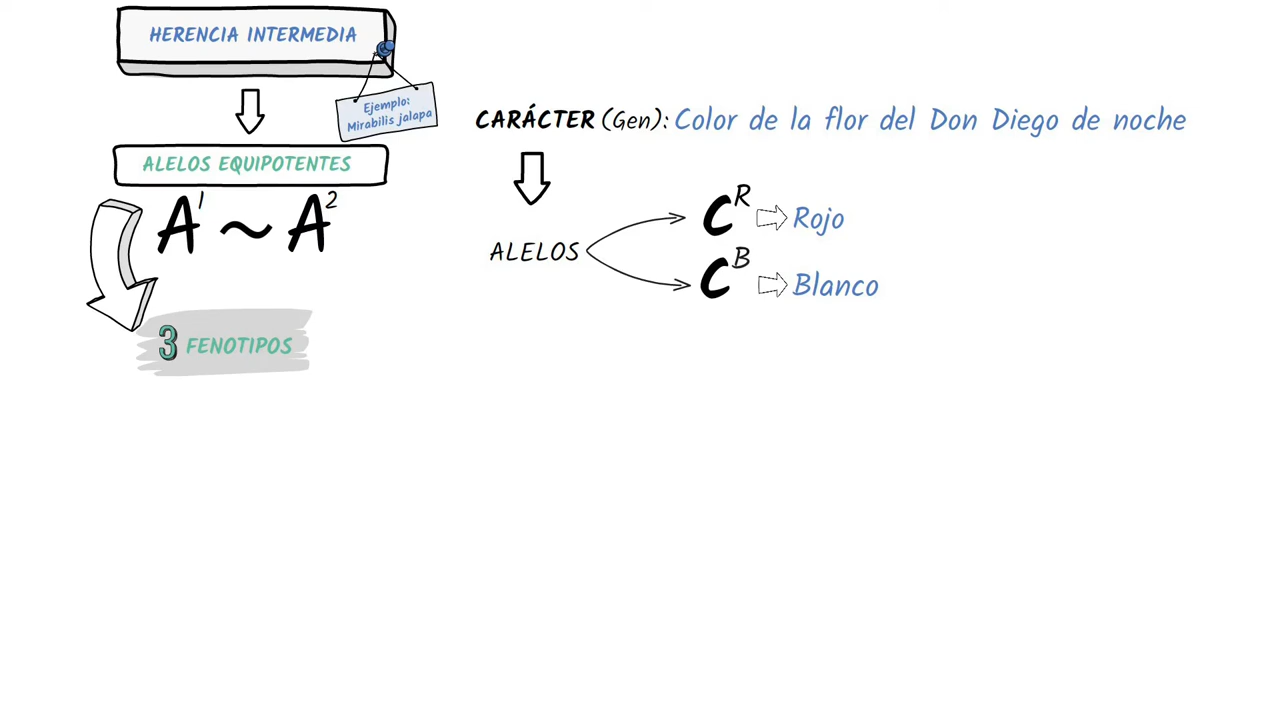 HERENCIA INTERMEDIA
Ejemplo:
Mirabilis jalapa
ALELOS EQUIPOTENTES
A¹ ~ A²
3 FENOTIPOS
CARÁCTER (Gen): Color de la flor del Don Diego de noche
ALELOS
Cᴿ Rojo
Cᴮ Blanco